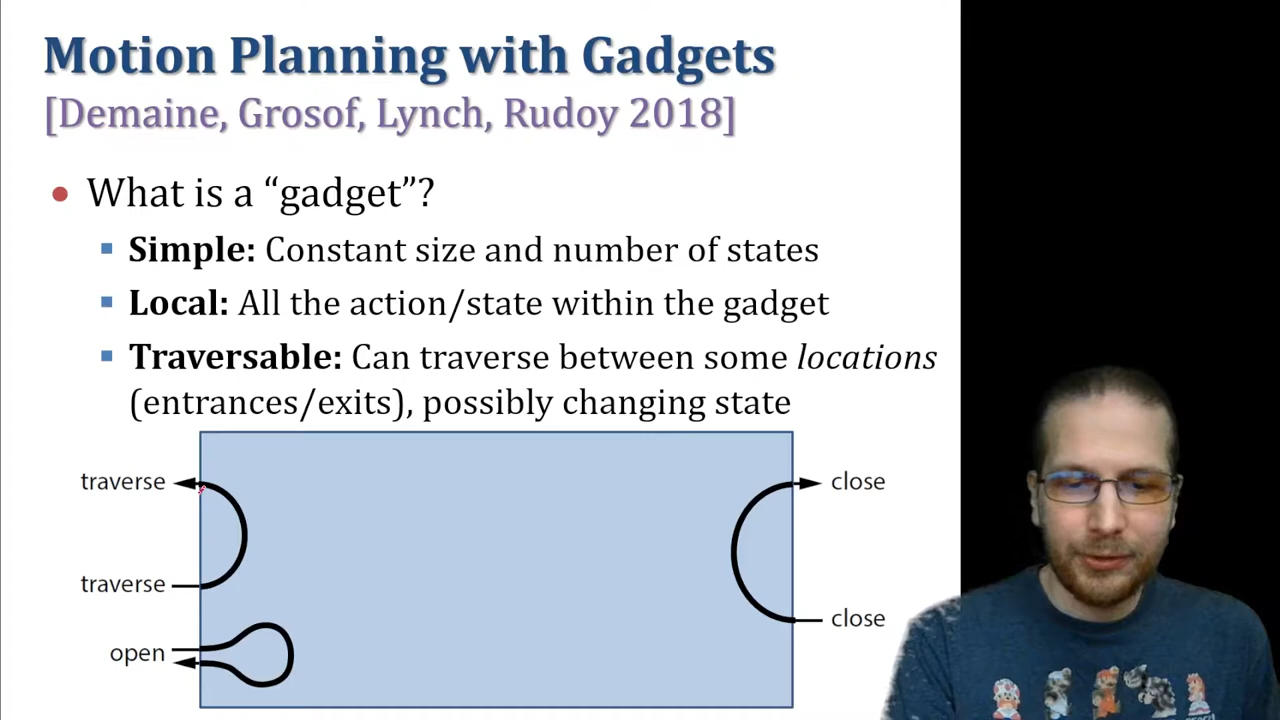 Motion Planning with Gadgets
[Demaine, Grosof, Lynch, Rudoy 2018]
What is a “gadget”?
Simple: Constant size and number of states
Local: All the action/state within the gadget
Traversable: Can traverse between some locations
(entrances/exits), possibly changing state
traverse
close
traverse
close
open